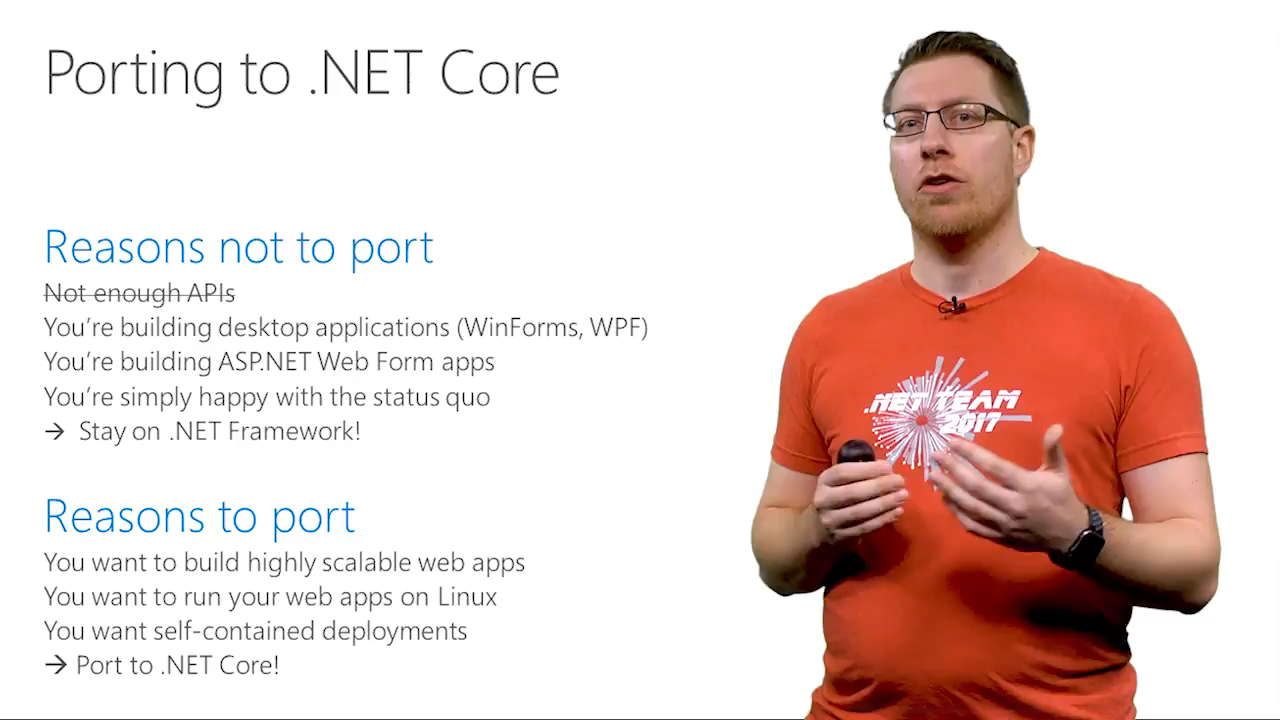 Porting to .NET Core
Reasons not to port
Not enough APIs
You're building desktop applications (WinForms, WPF)
You're building ASP.NET Web Form apps
You're simply happy with the status quo
→ Stay on .NET Framework!
Reasons to port
You want to build highly scalable web apps
You want to run your web apps on Linux
You want self-contained deployments
→ Port to .NET Core!
.NET TEAM
2017